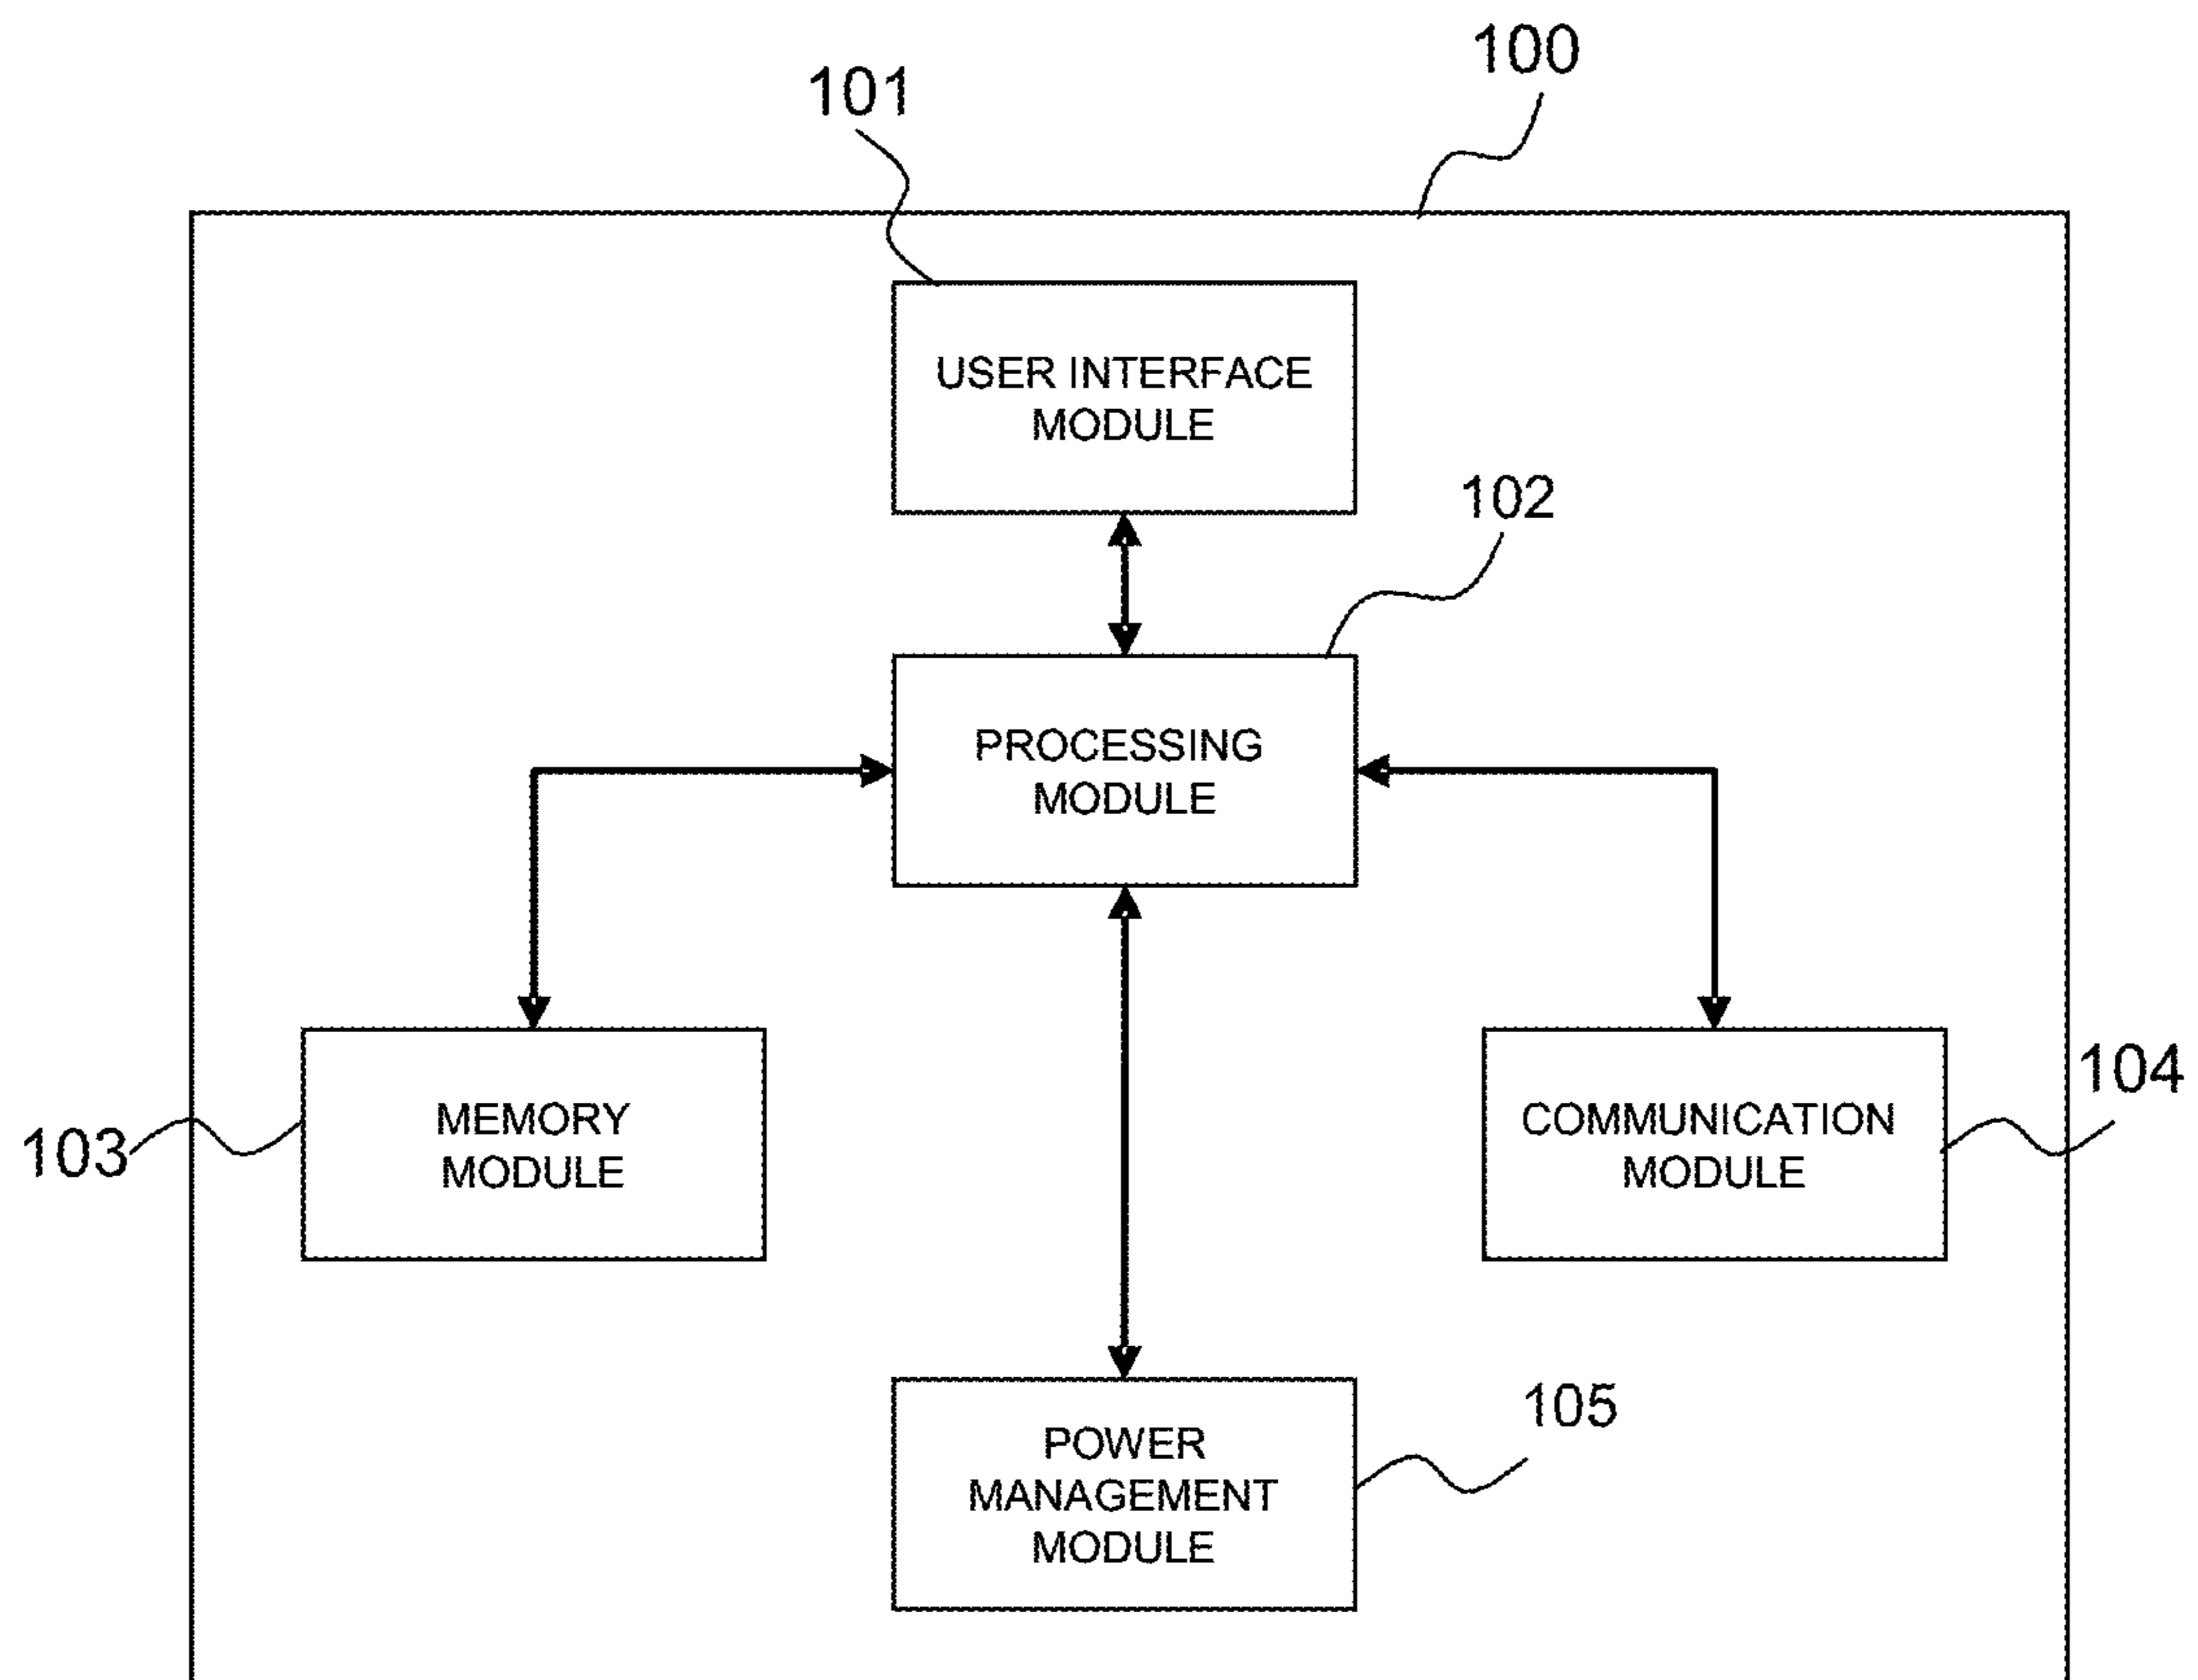 100
101
USER INTERFACE
MODULE
102
PROCESSING
MODULE
103
MEMORY
MODULE
104
COMMUNICATION
MODULE
105
POWER
MANAGEMENT
MODULE